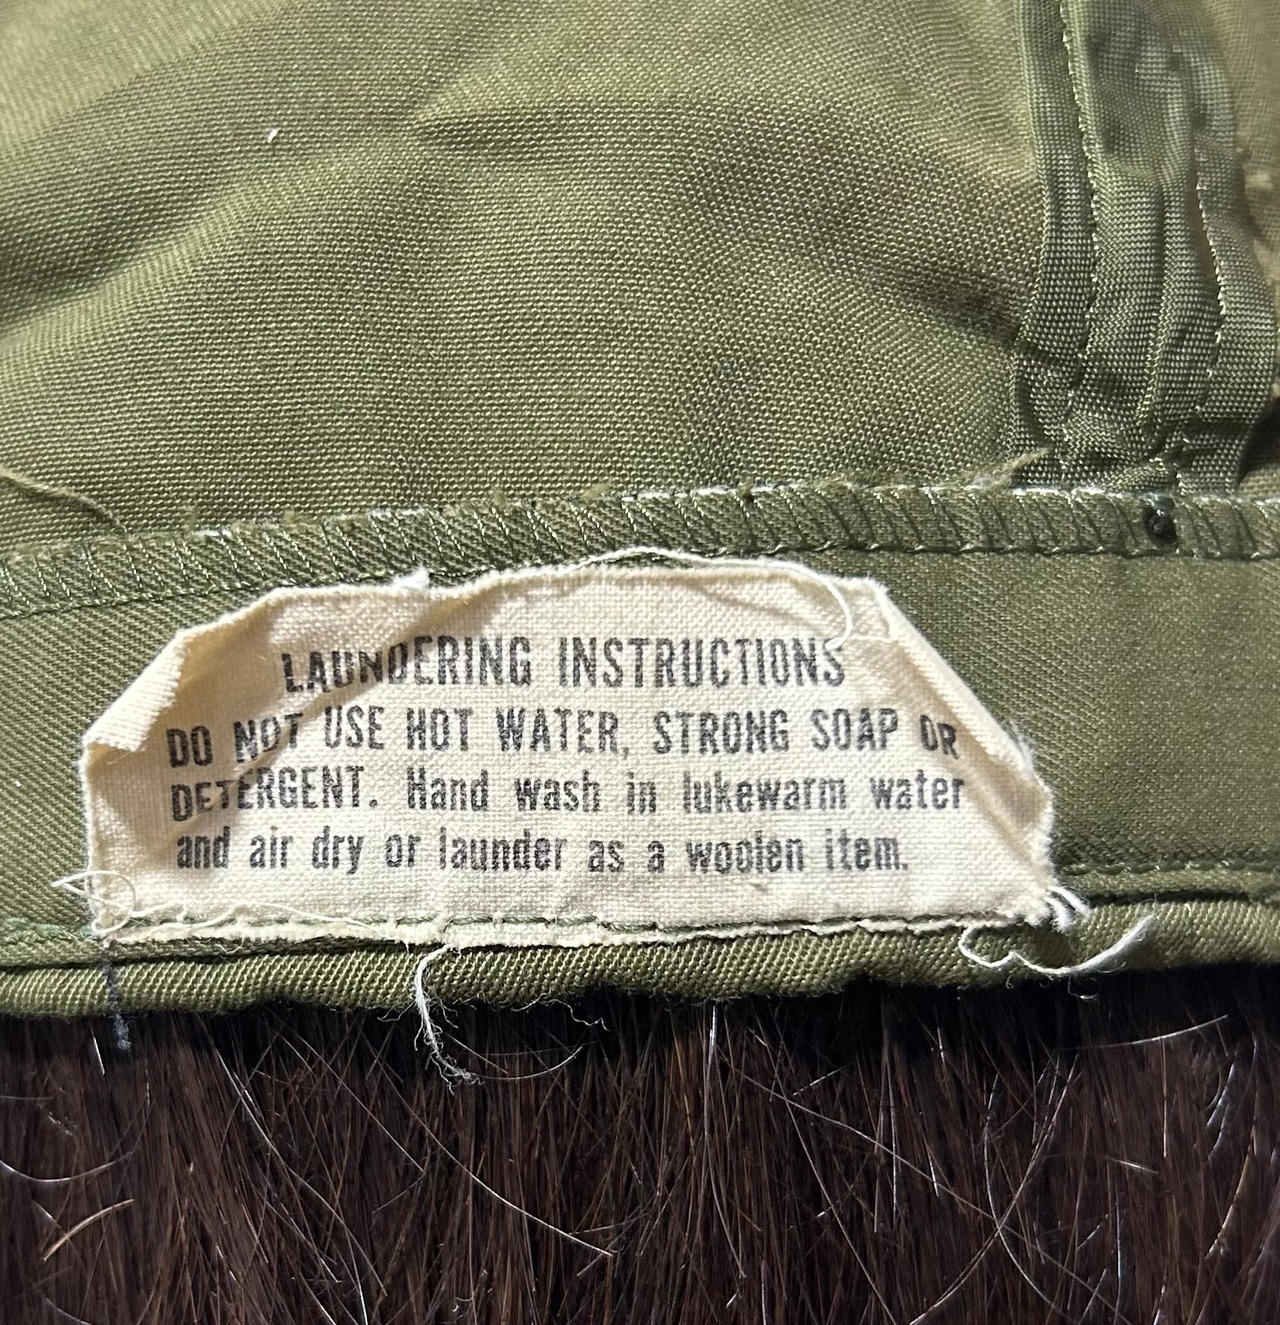 LAUNDERING INSTRUCTIONS
DO NOT USE HOT WATER, STRONG SOAP OR
DETERGENT. Hand wash in lukewarm water
and air dry or launder as a woolen item.